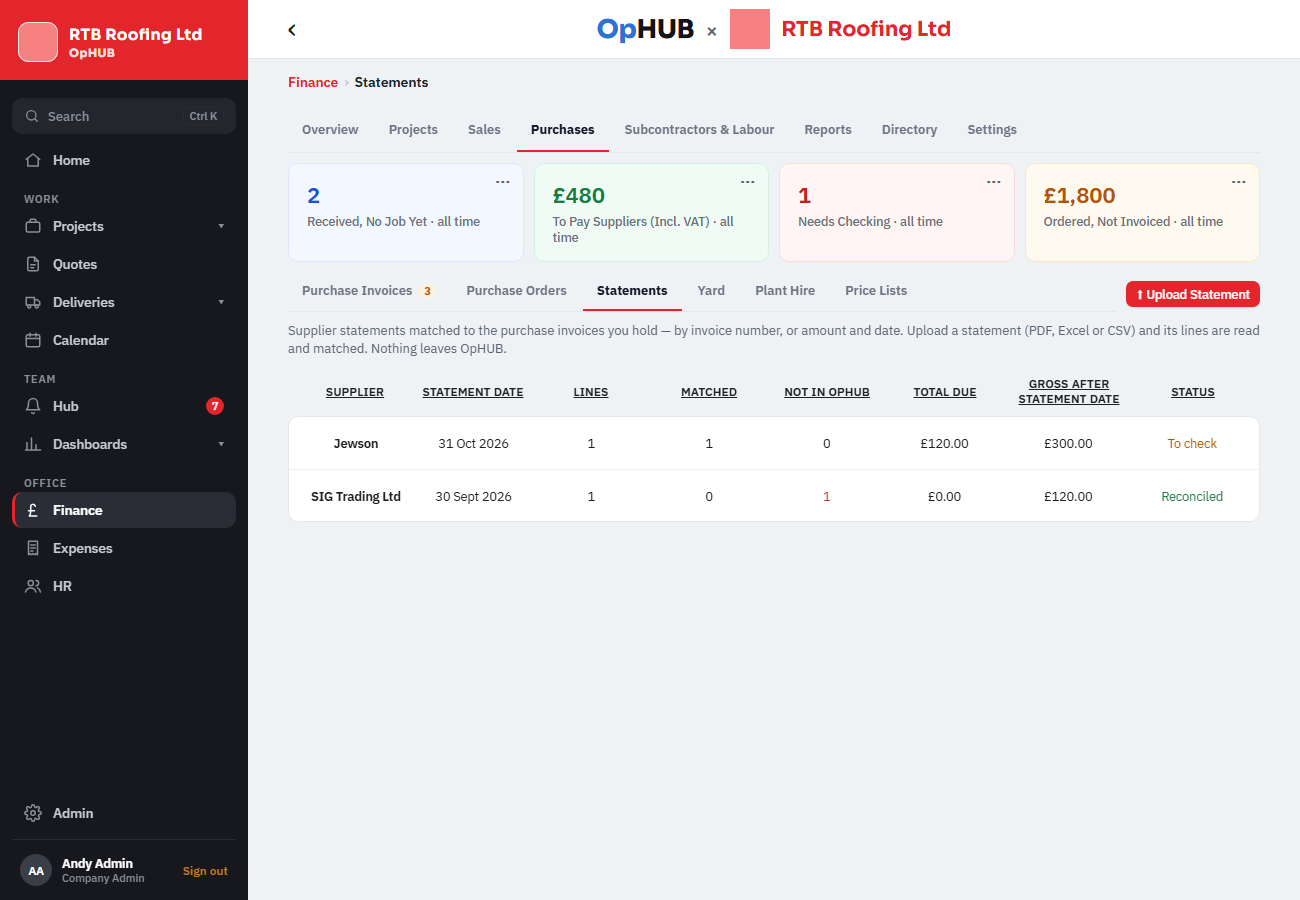 RTB Roofing Ltd
OpHUB
OpHUB × RTB Roofing Ltd
Search Ctrl K
Home
WORK
Projects
Quotes
Deliveries
Calendar
TEAM
Hub 7
Dashboards
OFFICE
Finance
Expenses
HR
Admin
AA Andy Admin
Company Admin
Sign out
Finance › Statements
Overview Projects Sales Purchases Subcontractors & Labour Reports Directory Settings
2
Received, No Job Yet · all time
£480
To Pay Suppliers (Incl. VAT) · all
time
1
Needs Checking · all time
£1,800
Ordered, Not Invoiced · all time
Purchase Invoices 3 Purchase Orders Statements Yard Plant Hire Price Lists
⬆ Upload Statement
Supplier statements matched to the purchase invoices you hold — by invoice number, or amount and date. Upload a statement (PDF, Excel or CSV) and its lines are read
and matched. Nothing leaves OpHUB.
SUPPLIER STATEMENT DATE LINES MATCHED NOT IN OPHUB TOTAL DUE GROSS AFTER STATEMENT DATE STATUS
Jewson 31 Oct 2026 1 1 0 £120.00 £300.00 To check
SIG Trading Ltd 30 Sept 2026 1 0 1 £0.00 £120.00 Reconciled